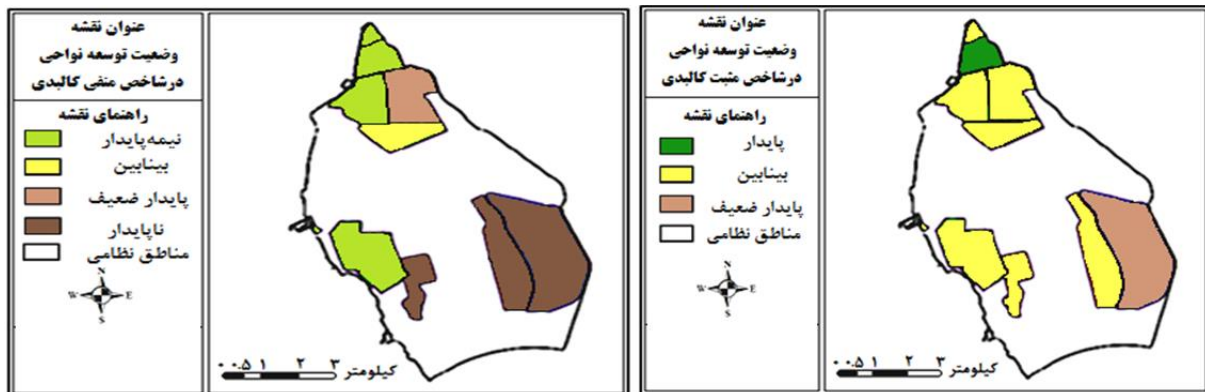 عنوان نقشه
وضعیت توسعه نواحی
درشاخص منفی کالبدی
راهنمای نقشه
نیمه‌پایدار
بینابین
پایدار ضعیف
ناپایدار
مناطق نظامی
N
W E
S
۰ ۰.۵ ۱ ۲ ۳
کیلومتر
عنوان نقشه
وضعیت توسعه نواحی
درشاخص مثبت کالبدی
راهنمای نقشه
پایدار
بینابین
پایدار ضعیف
مناطق نظامی
N
W E
S
۰ ۰.۵ ۱ ۲ ۳
کیلومتر